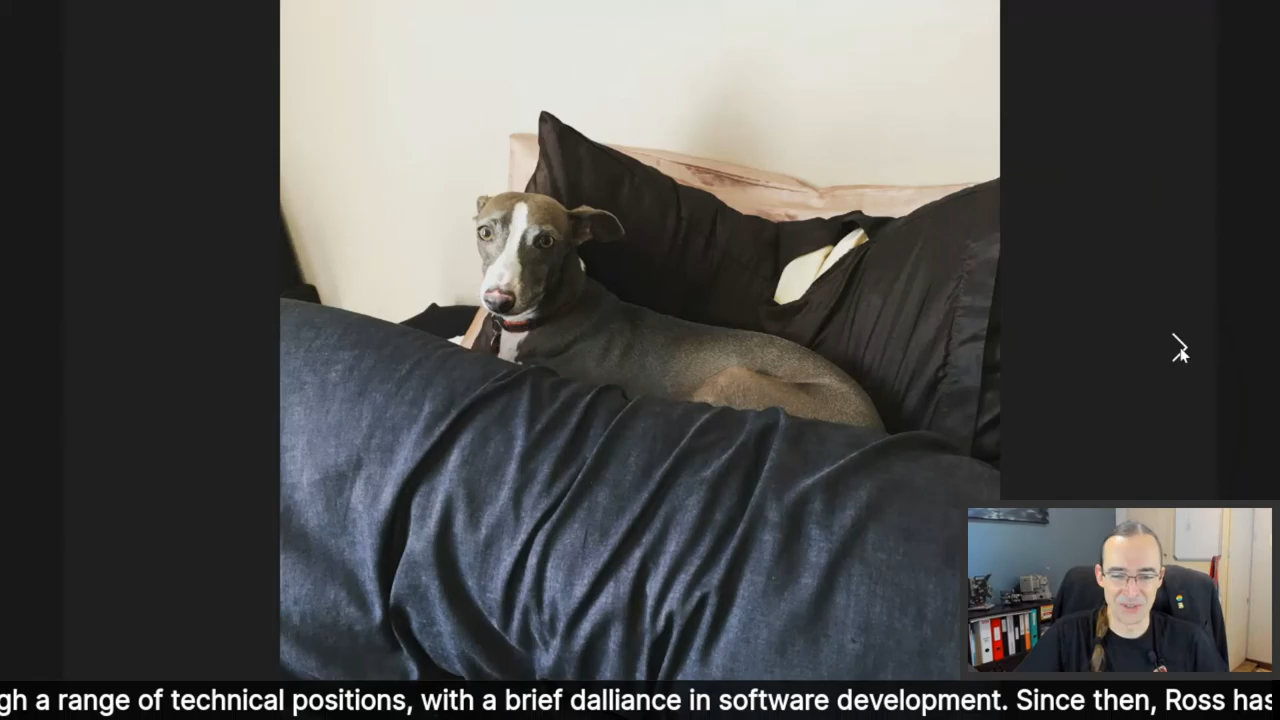 gh a range of technical positions, with a brief dalliance in software development. Since then, Ross has